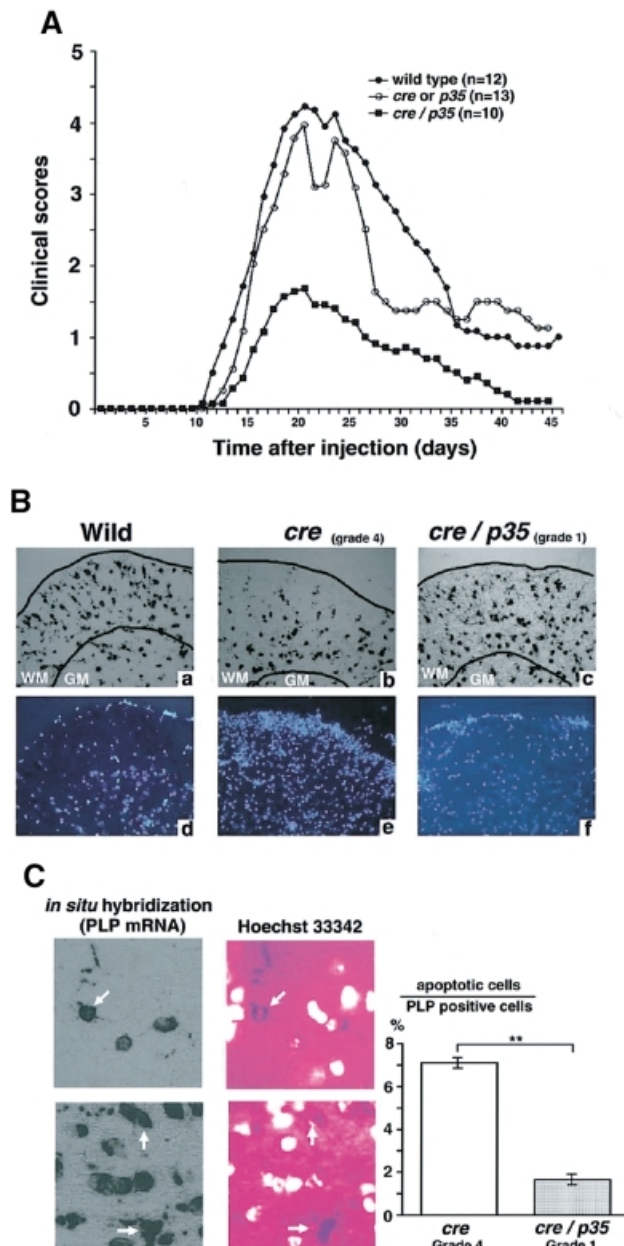 A
5
4
3
2
1
0
Clinical scores
wild type (n=12)
cre or p35 (n=13)
cre / p35 (n=10)
5 10 15 20 25 30 35 40 45
Time after injection (days)
B
Wild
cre (grade 4)
cre / p35 (grade 1)
WM GM a
WM GM b
WM GM c
d
e
f
C
in situ hybridization
(PLP mRNA)
Hoechst 33342
apoptotic cells
PLP positive cells
%
8
6
4
2
0
**
cre
Grade 4
cre / p35
Grade 1